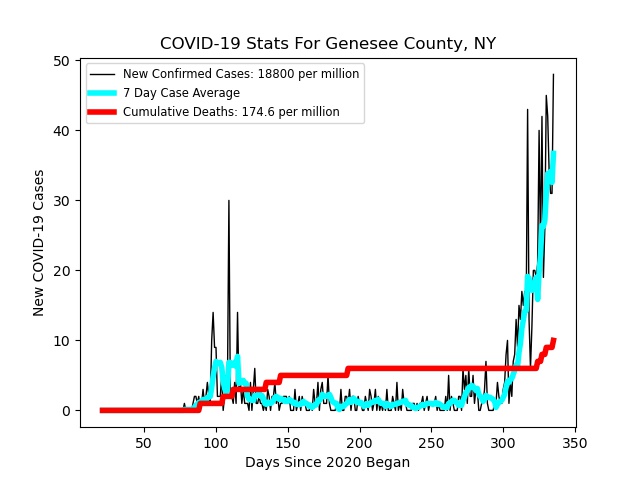 COVID-19 Stats For Genesee County, NY
New Confirmed Cases: 18800 per million
7 Day Case Average
Cumulative Deaths: 174.6 per million
New COVID-19 Cases
50
40
30
20
10
0
50 100 150 200 250 300 350
Days Since 2020 Began